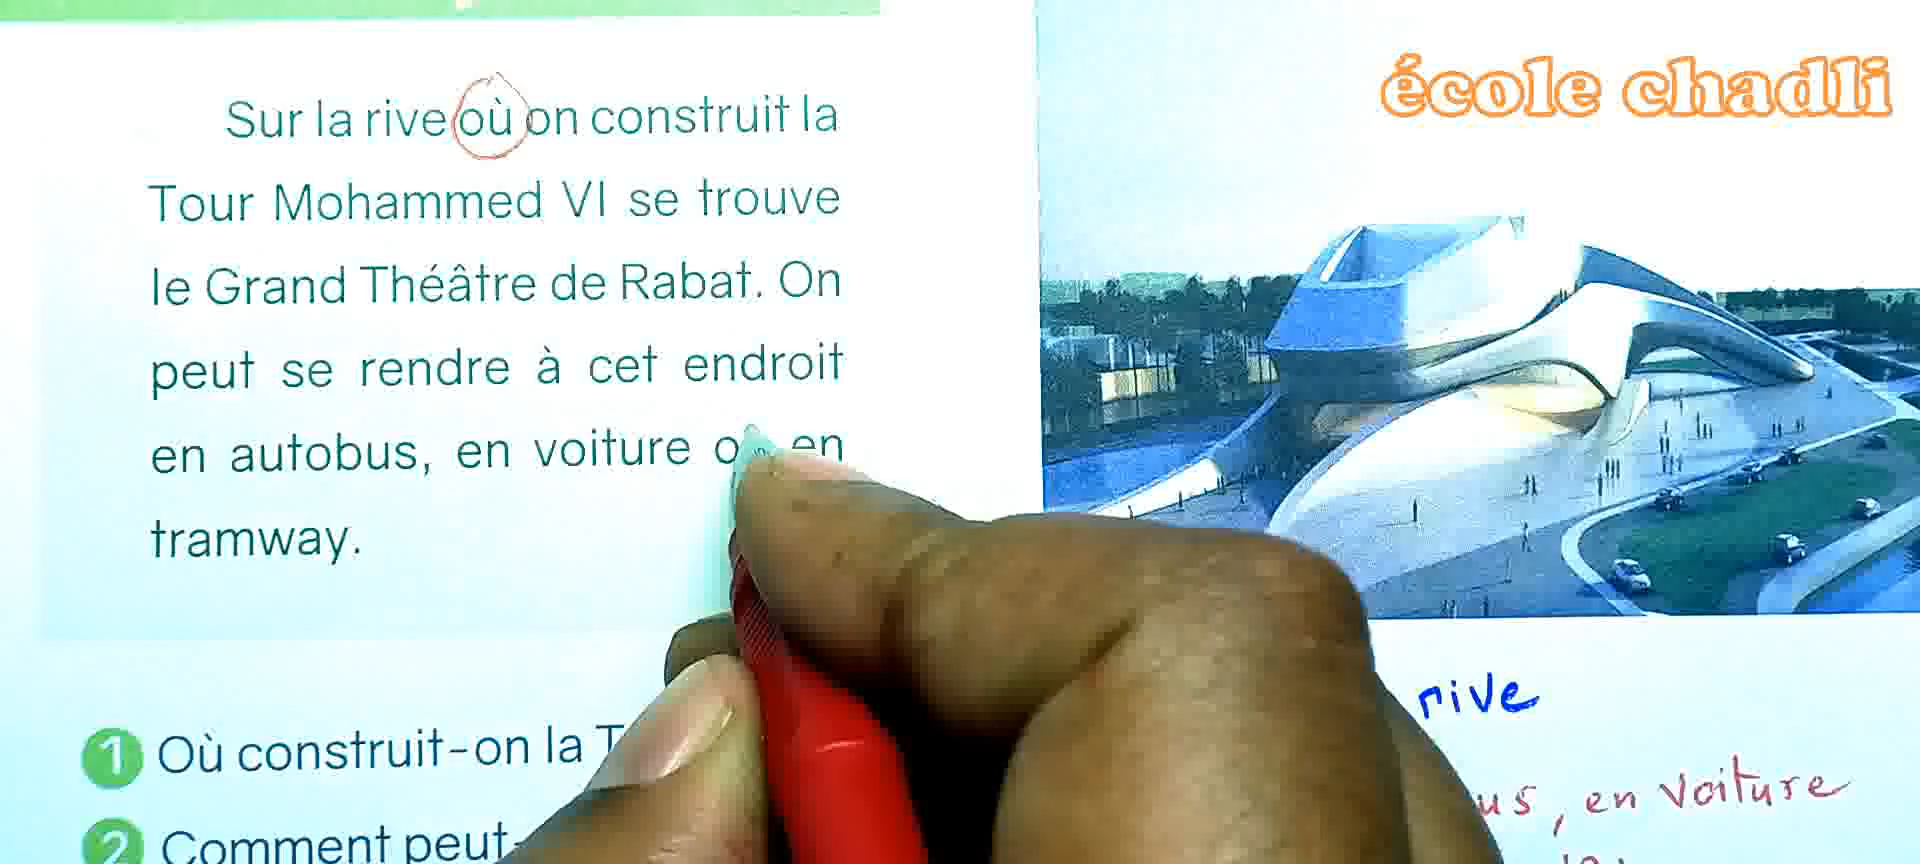 école chadli
Sur la rive où on construit la
Tour Mohammed VI se trouve
le Grand Théâtre de Rabat. On
peut se rendre à cet endroit
en autobus, en voiture en
tramway.
rive
1 Où construit-on la
en voiture
2 Comment peut-